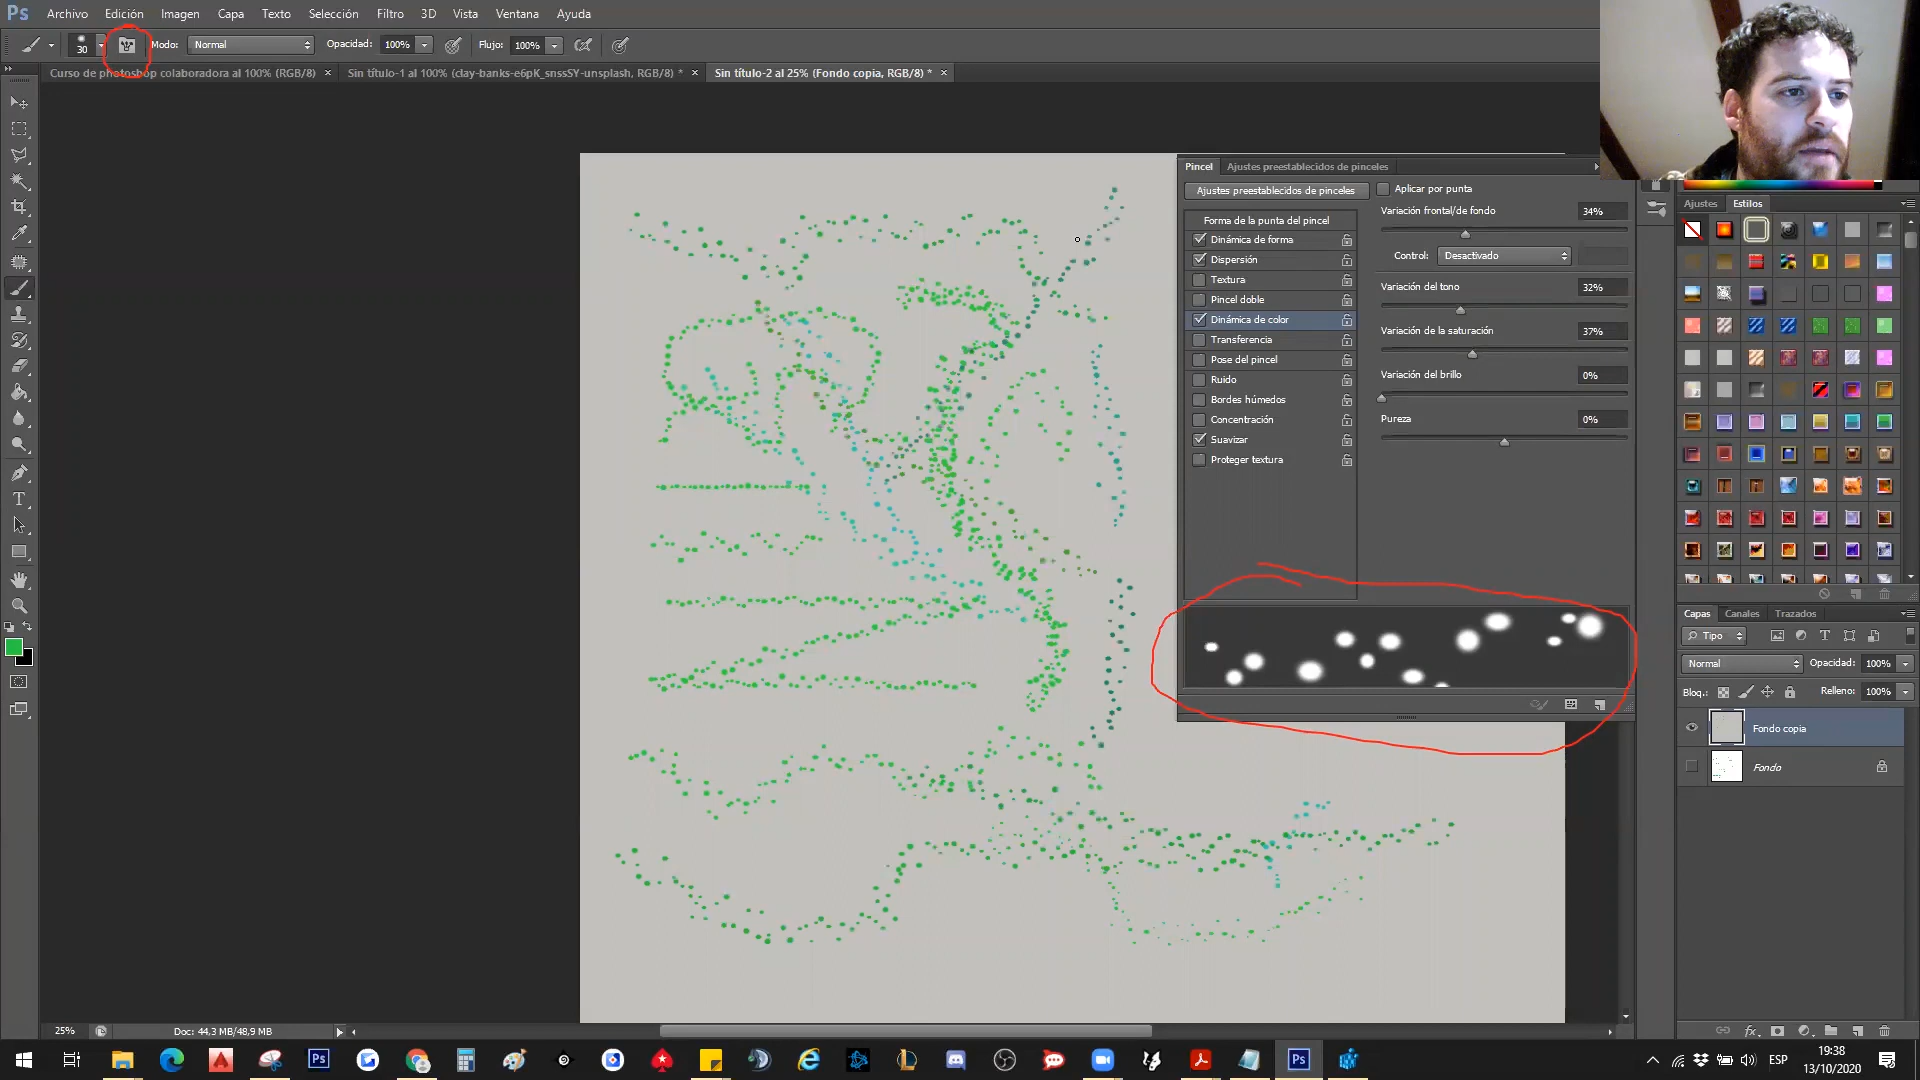 Ps Archivo Edición Imagen Capa Texto Selección Filtro 3D Vista Ventana Ayuda
30 Modo: Normal Opacidad: 100% Flujo: 100%
Curso de photoshop colaboradora al 100% (RGB/8) × Sin título-1 al 100% (clay-banks-e6pK_snssSY-unsplash, RGB/8) * × Sin título-2 al 25% (Fondo copia, RGB/8) * ×
Pincel Ajustes preestablecidos de pinceles
Ajustes preestablecidos de pinceles
Forma de la punta del pincel
Dinámica de forma
Dispersión
Textura
Pincel doble
Dinámica de color
Transferencia
Pose del pincel
Ruido
Bordes húmedos
Concentración
Suavizar
Proteger textura
Aplicar por punta
Variación frontal/de fondo 34%
Control: Desactivado
Variación del tono 32%
Variación de la saturación 37%
Variación del brillo 0%
Pureza 0%
Ajustes Estilos
Capas Canales Trazados
Tipo
Normal Opacidad: 100%
Bloq.: Relleno: 100%
Fondo copia
Fondo
25% Doc: 44,3 MB/48,9 MB
ESP
19:38
13/10/2020